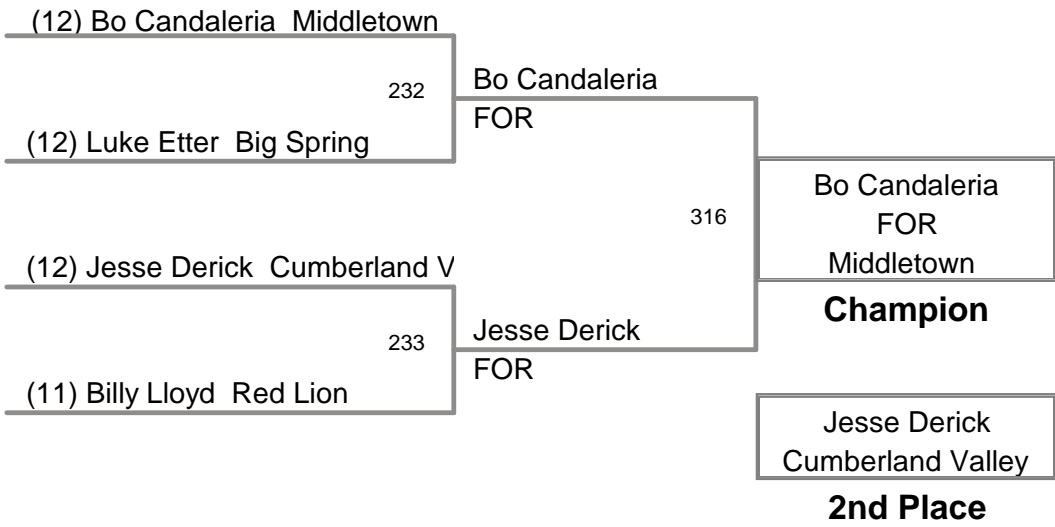 (12) Bo Candaleria  Middletown
232
Bo Candaleria
FOR
(12) Luke Etter  Big Spring
316
Bo Candaleria
FOR
Middletown
Champion
(12) Jesse Derick  Cumberland V
233
Jesse Derick
FOR
(11) Billy Lloyd  Red Lion
Jesse Derick
Cumberland Valley
2nd Place